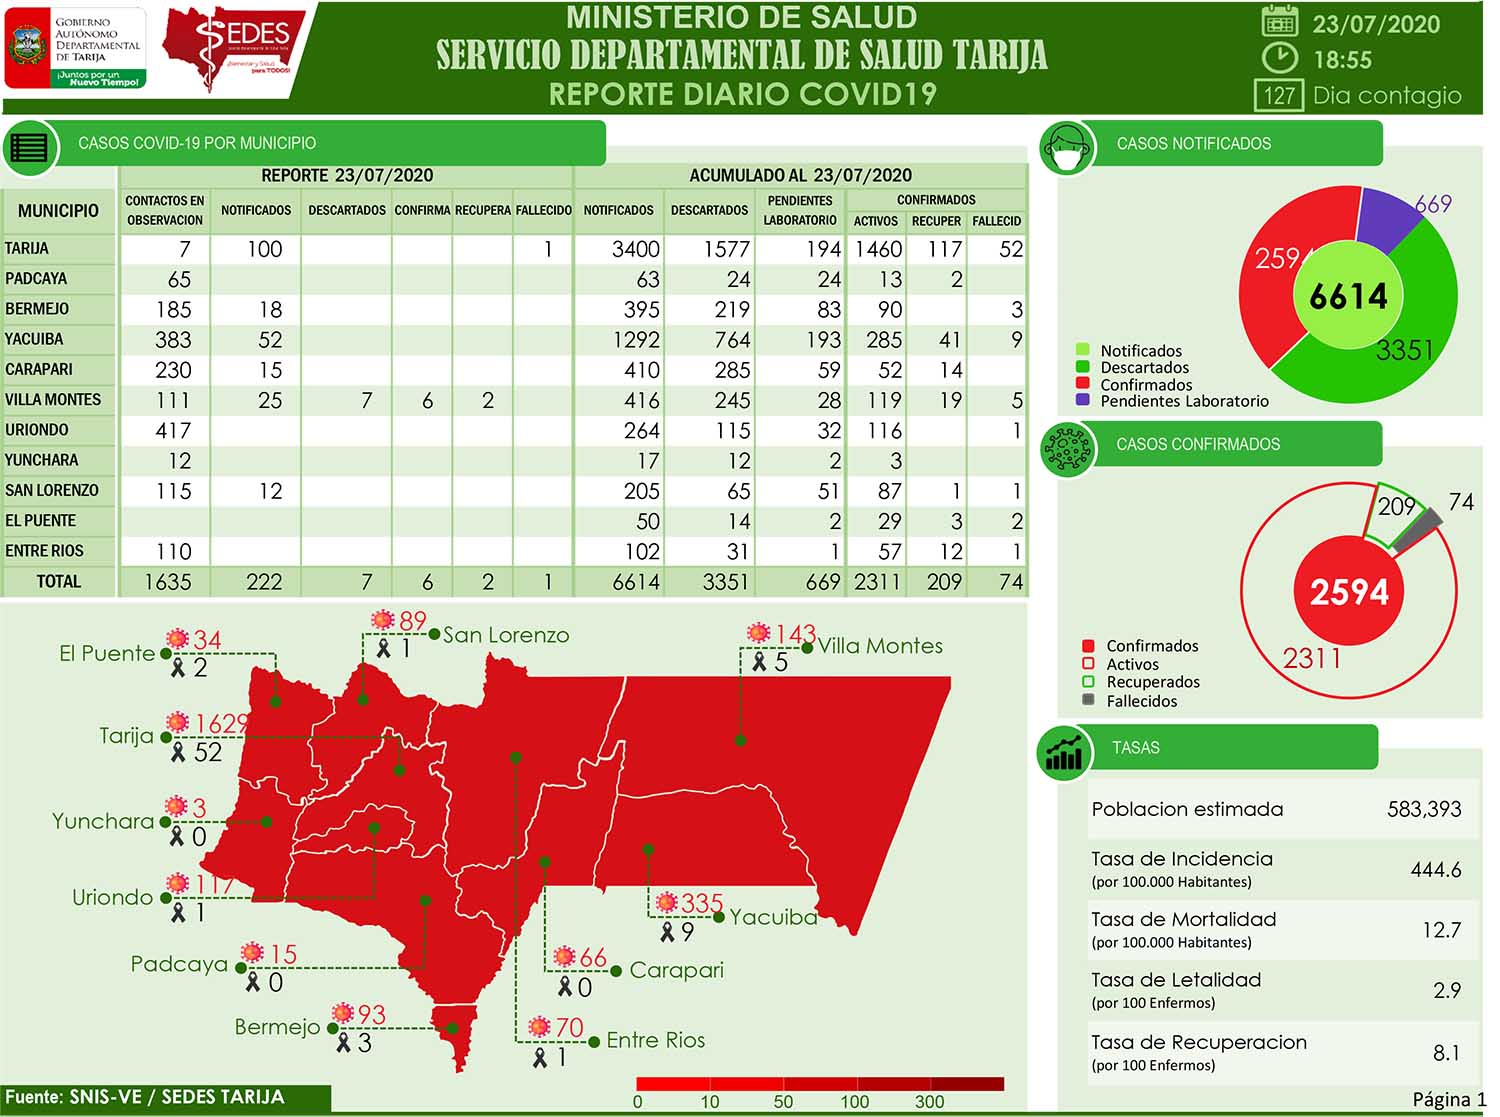 GOBIERNO
AUTÓNOMO
DEPARTAMENTAL
DE TARIJA
¡Juntos por un
Nuevo Tiempo!
SEDES
¡Bienestar y Salud
para TODOS!
MINISTERIO DE SALUD
SERVICIO DEPARTAMENTAL DE SALUD TARIJA
REPORTE DIARIO COVID19
23/07/2020
18:55
127 Dia contagio
CASOS COVID-19 POR MUNICIPIO
REPORTE 23/07/2020 ACUMULADO AL 23/07/2020
MUNICIPIO CONTACTOS EN OBSERVACION NOTIFICADOS DESCARTADOS CONFIRMA RECUPERA FALLECIDO NOTIFICADOS DESCARTADOS PENDIENTES LABORATORIO CONFIRMADOS
ACTIVOS RECUPER FALLECID
TARIJA 7 100 1 3400 1577 194 1460 117 52
PADCAYA 65 63 24 24 13 2
BERMEJO 185 18 395 219 83 90 3
YACUIBA 383 52 1292 764 193 285 41 9
CARAPARI 230 15 410 285 59 52 14
VILLA MONTES 111 25 7 6 2 416 245 28 119 19 5
URIONDO 417 264 115 32 116 1
YUNCHARA 12 17 12 2 3
SAN LORENZO 115 12 205 65 51 87 1 1
EL PUENTE 50 14 2 29 3 2
ENTRE RIOS 110 102 31 1 57 12 1
TOTAL 1635 222 7 6 2 1 6614 3351 669 2311 209 74
El Puente 34
2
89 San Lorenzo
1
143 Villa Montes
5
Tarija 1629
52
Yunchara 3
0
Uriondo 117
1
Padcaya 15
0
Bermejo 93
3
335 Yacuiba
9
66 Carapari
0
70 Entre Rios
1
0 10 50 100 300
Fuente: SNIS-VE / SEDES TARIJA
CASOS NOTIFICADOS
669
2594
6614
3351
Notificados
Descartados
Confirmados
Pendientes Laboratorio
CASOS CONFIRMADOS
209
74
2594
2311
Confirmados
Activos
Recuperados
Fallecidos
TASAS
Poblacion estimada 583,393
Tasa de Incidencia
(por 100.000 Habitantes) 444.6
Tasa de Mortalidad
(por 100.000 Habitantes) 12.7
Tasa de Letalidad
(por 100 Enfermos) 2.9
Tasa de Recuperacion
(por 100 Enfermos) 8.1
Página 1